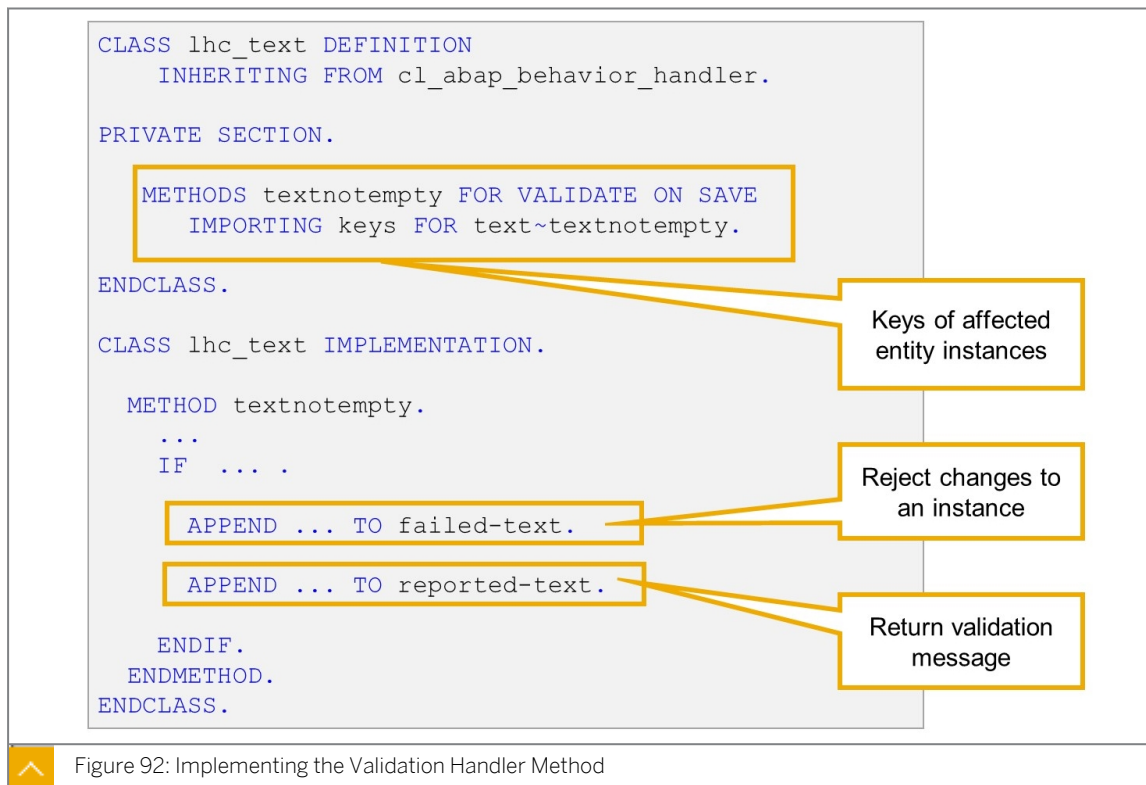 CLASS lhc_text DEFINITION
INHERITING FROM cl_abap_behavior_handler.
PRIVATE SECTION.
METHODS textnotempty FOR VALIDATE ON SAVE
IMPORTING keys FOR text~textnotempty.
ENDCLASS.
Keys of affected
entity instances
CLASS lhc_text IMPLEMENTATION.
METHOD textnotempty.
...
IF ... .
Reject changes to
an instance
APPEND ... TO failed-text.
APPEND ... TO reported-text.
Return validation
message
ENDIF.
ENDMETHOD.
ENDCLASS.
Figure 92: Implementing the Validation Handler Method